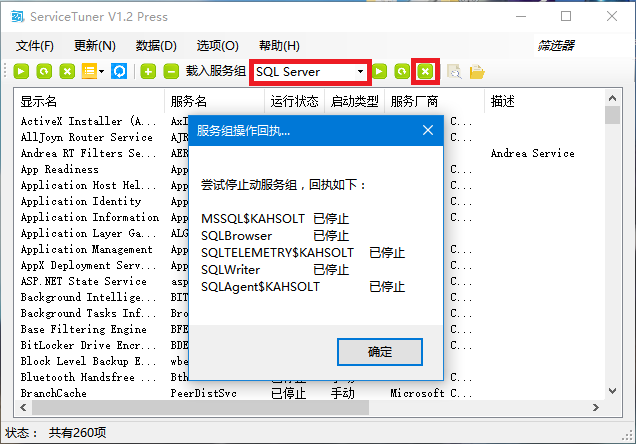 ServiceTuner V1.2 Press
文件(F) 更新(N) 数据(D) 选项(O) 帮助(H) 筛选器
载入服务组 SQL Server
显示名 服务名 运行状态 启动类型 服务厂商 描述
ActiveX Installer (A... AxI C...
AllJoyn Router Service AJR C...
Andrea RT Filters Se... AER Andrea Service
App Readiness App C...
Application Host Hel... App C...
Application Identity App C...
Application Information App C...
Application Layer Ga... ALG C...
Application Management App C...
AppX Deployment Serv... App C...
ASP.NET State Service asp C...
Background Intellige... BIT C...
Background Tasks Inf... Bro C...
Base Filtering Engine BFE C...
BitLocker Drive Encr... BDE C...
Block Level Backup E... wbe C...
Bluetooth Handsfree ... Bth 已停止 手动 C...
BranchCache PeerDistSvc 已停止 手动 Microsoft C...
服务组操作回执...
尝试停止动服务组，回执如下：
MSSQL$KAHSOLT 已停止
SQLBrowser 已停止
SQLTELEMETRY$KAHSOLT 已停止
SQLWriter 已停止
SQLAgent$KAHSOLT 已停止
确定
状态： 共有260项